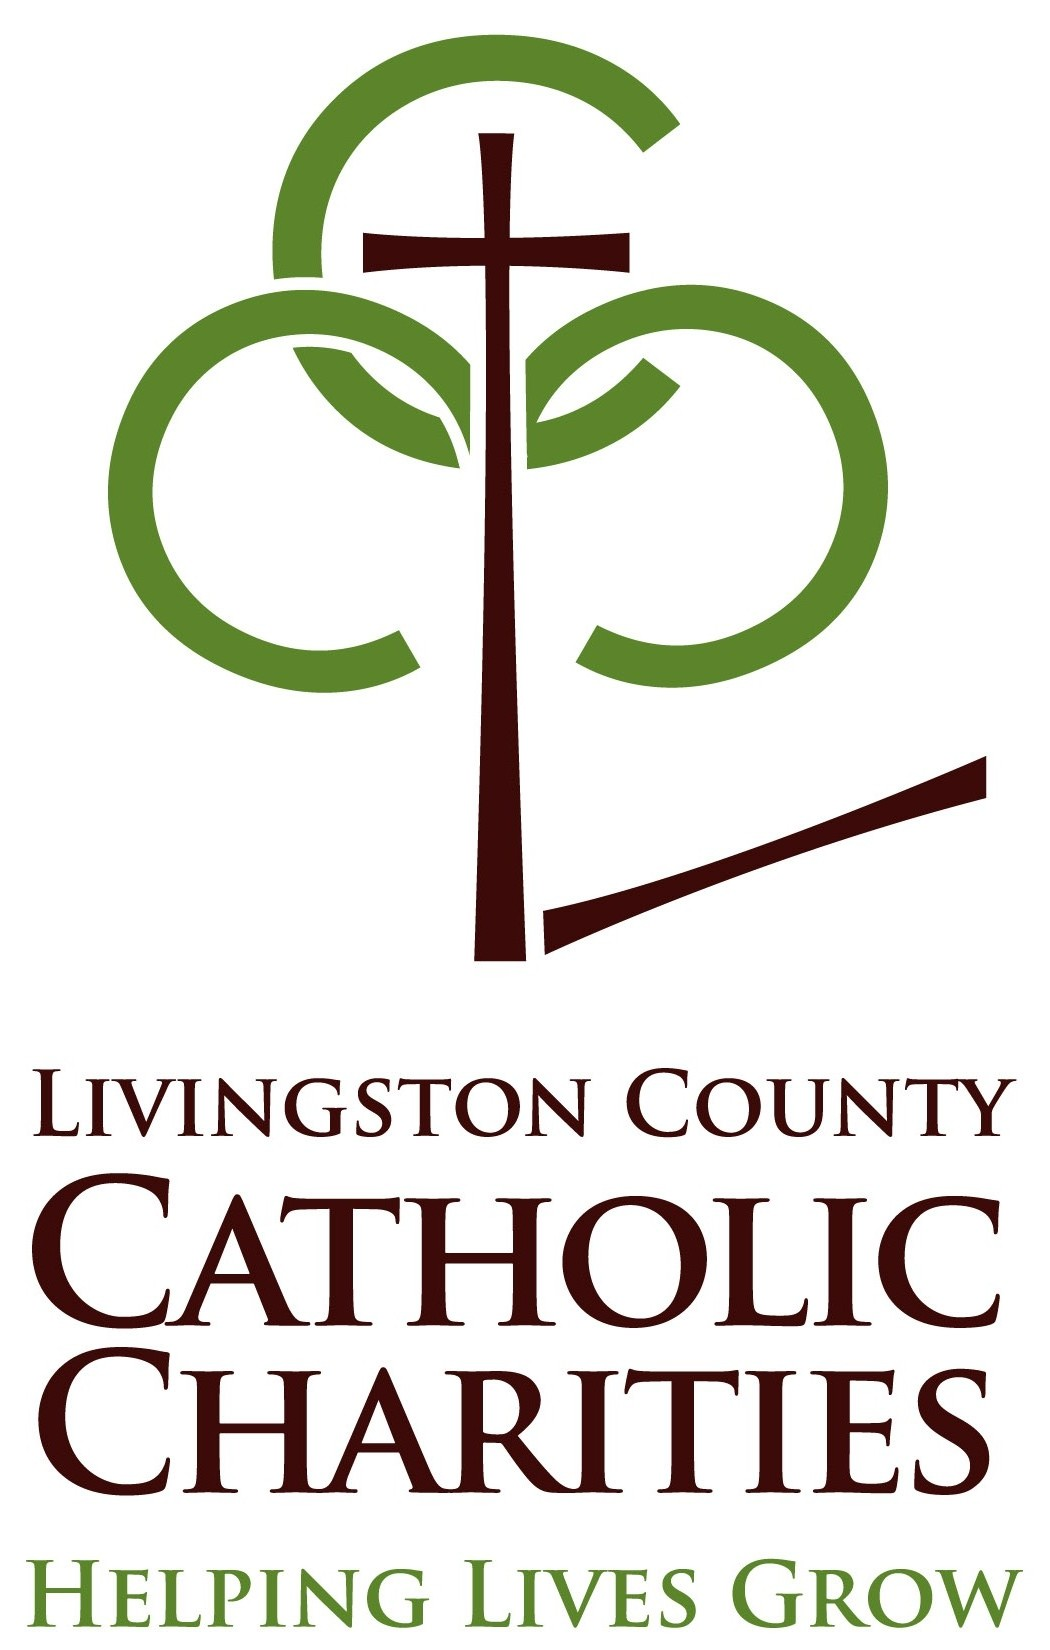 Livingston County
Catholic
Charities
Helping Lives Grow